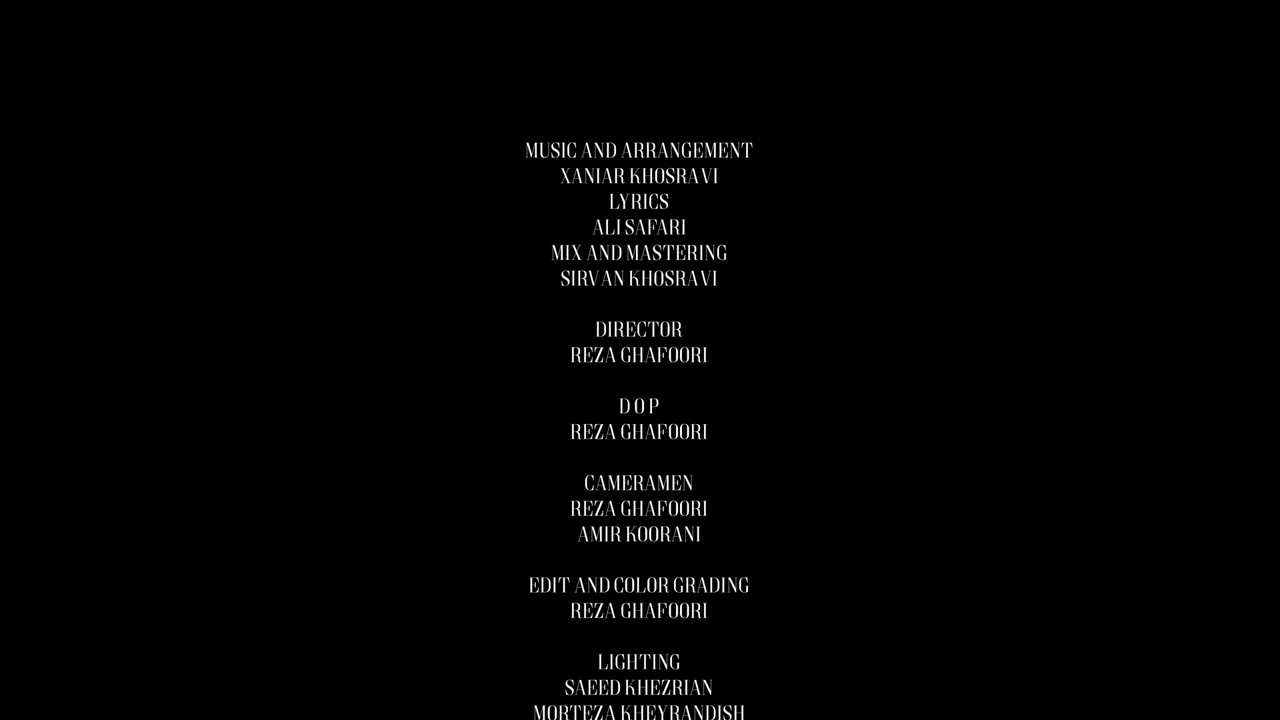 MUSIC AND ARRANGEMENT
XANIAR KHOSRAVI
LYRICS
ALI SAFARI
MIX AND MASTERING
SIRVAN KHOSRAVI
DIRECTOR
REZA GHAFOORI
D O P
REZA GHAFOORI
CAMERAMEN
REZA GHAFOORI
AMIR KOORANI
EDIT AND COLOR GRADING
REZA GHAFOORI
LIGHTING
SAEED KHEZRIAN
MORTEZA KHEYRANDISH